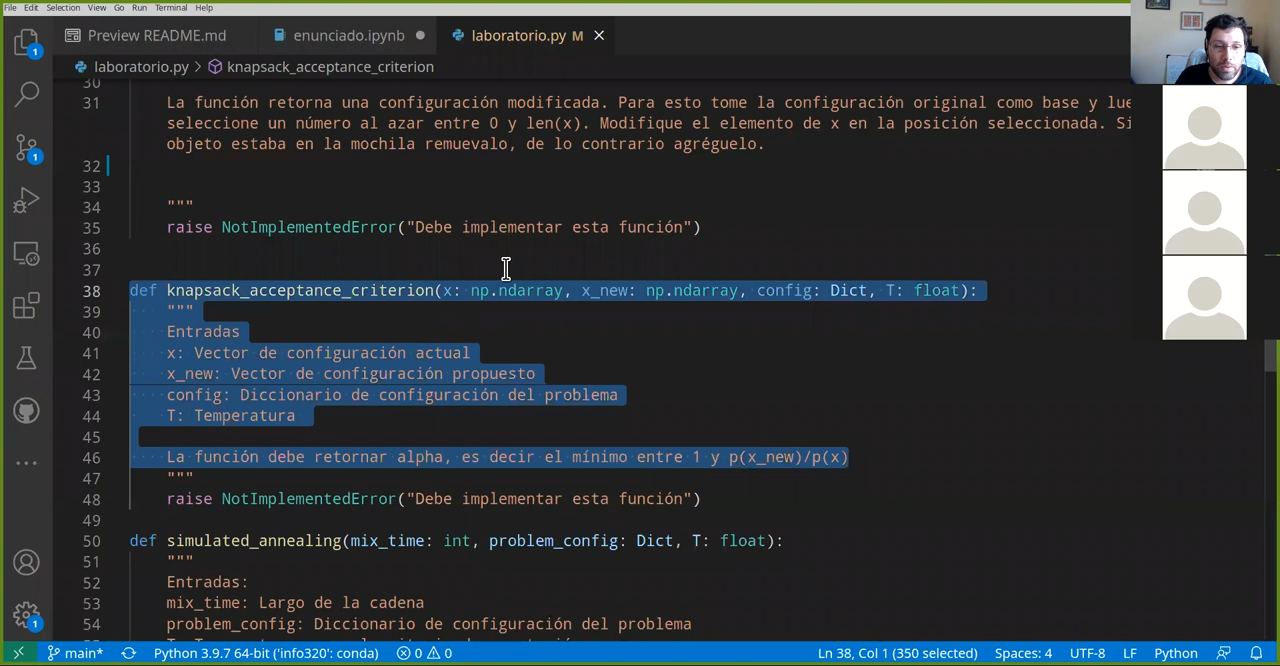 File Edit Selection View Go Run Terminal Help
Preview README.md enunciado.ipynb laboratorio.py M
laboratorio.py > knapsack_acceptance_criterion
30
31 La función retorna una configuración modificada. Para esto tome la configuración original como base y lue
seleccione un número al azar entre 0 y len(x). Modifique el elemento de x en la posición seleccionada. Si
objeto estaba en la mochila remuevalo, de lo contrario agréguelo.
32
33
34 """
35 raise NotImplementedError("Debe implementar esta función")
36
37
38 def knapsack_acceptance_criterion(x: np.ndarray, x_new: np.ndarray, config: Dict, T: float):
39 """
40 Entradas
41 x: Vector de configuración actual
42 x_new: Vector de configuración propuesto
43 config: Diccionario de configuración del problema
44 T: Temperatura
45
46 La función debe retornar alpha, es decir el mínimo entre 1 y p(x_new)/p(x)
47 """
48 raise NotImplementedError("Debe implementar esta función")
49
50 def simulated_annealing(mix_time: int, problem_config: Dict, T: float):
51 """
52 Entradas:
53 mix_time: Largo de la cadena
54 problem_config: Diccionario de configuración del problema
1
1
1
main* Python 3.9.7 64-bit ('info320': conda) 0 0 Ln 38, Col 1 (350 selected) Spaces: 4 UTF-8 LF Python